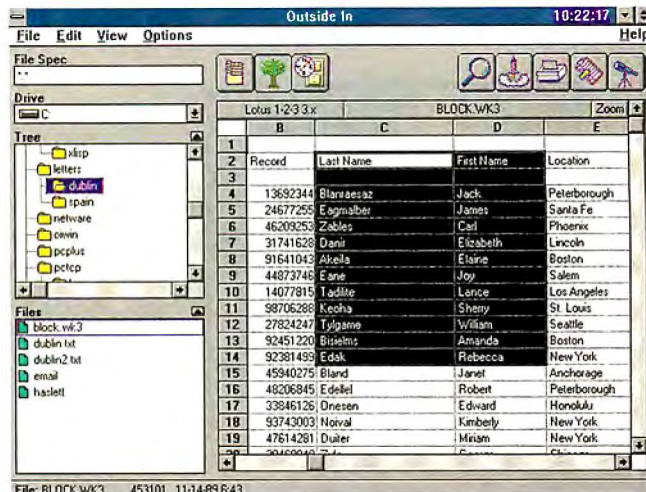 Outside In 10:22:17
File Edit View Options Help
File Spec
*.*
Drive
C
Tree
xlisp
letters
dublin
spain
netware
oiwin
pcplus
pctcp
Files
block.wk3
dublin.txt
dublin2.txt
email
haslett
Lotus 1-2-3 3.x BLOCK.WK3 Zoom
B C D E
1
2 Record Last Name First Name Location
3
4 13692344 Blanraesaz Jack Peterborough
5 24677255 Eagmalber James Santa Fe
6 46209253 Zables Carl Phoenix
7 31741628 Danir Elizabeth Lincoln
8 91641043 Akeila Elaine Boston
9 44873746 Eane Joy Salem
10 14077815 Tadilite Lance Los Angeles
11 98706288 Keoha Sherry St. Louis
12 27824247 Tylgame William Seattle
13 92451220 Bisielms Amanda Boston
14 92381499 Edak Rebecca New York
15 45940275 Bland Janet Anchorage
16 48206845 Edellel Robert Peterborough
17 33846126 Onesen Edward Honolulu
18 93743003 Noival Kimberly New York
19 47614281 Duiter Miriam New York
File: BLOCK.WK3 453101 11-14-89 6:43